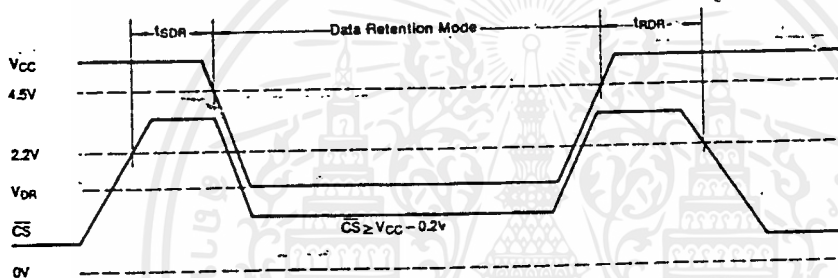 tSDR
Data Retention Mode
tRDR
VCC
4.5V
2.2V
VDR
CS
CS ≥ VCC – 0.2V
0V